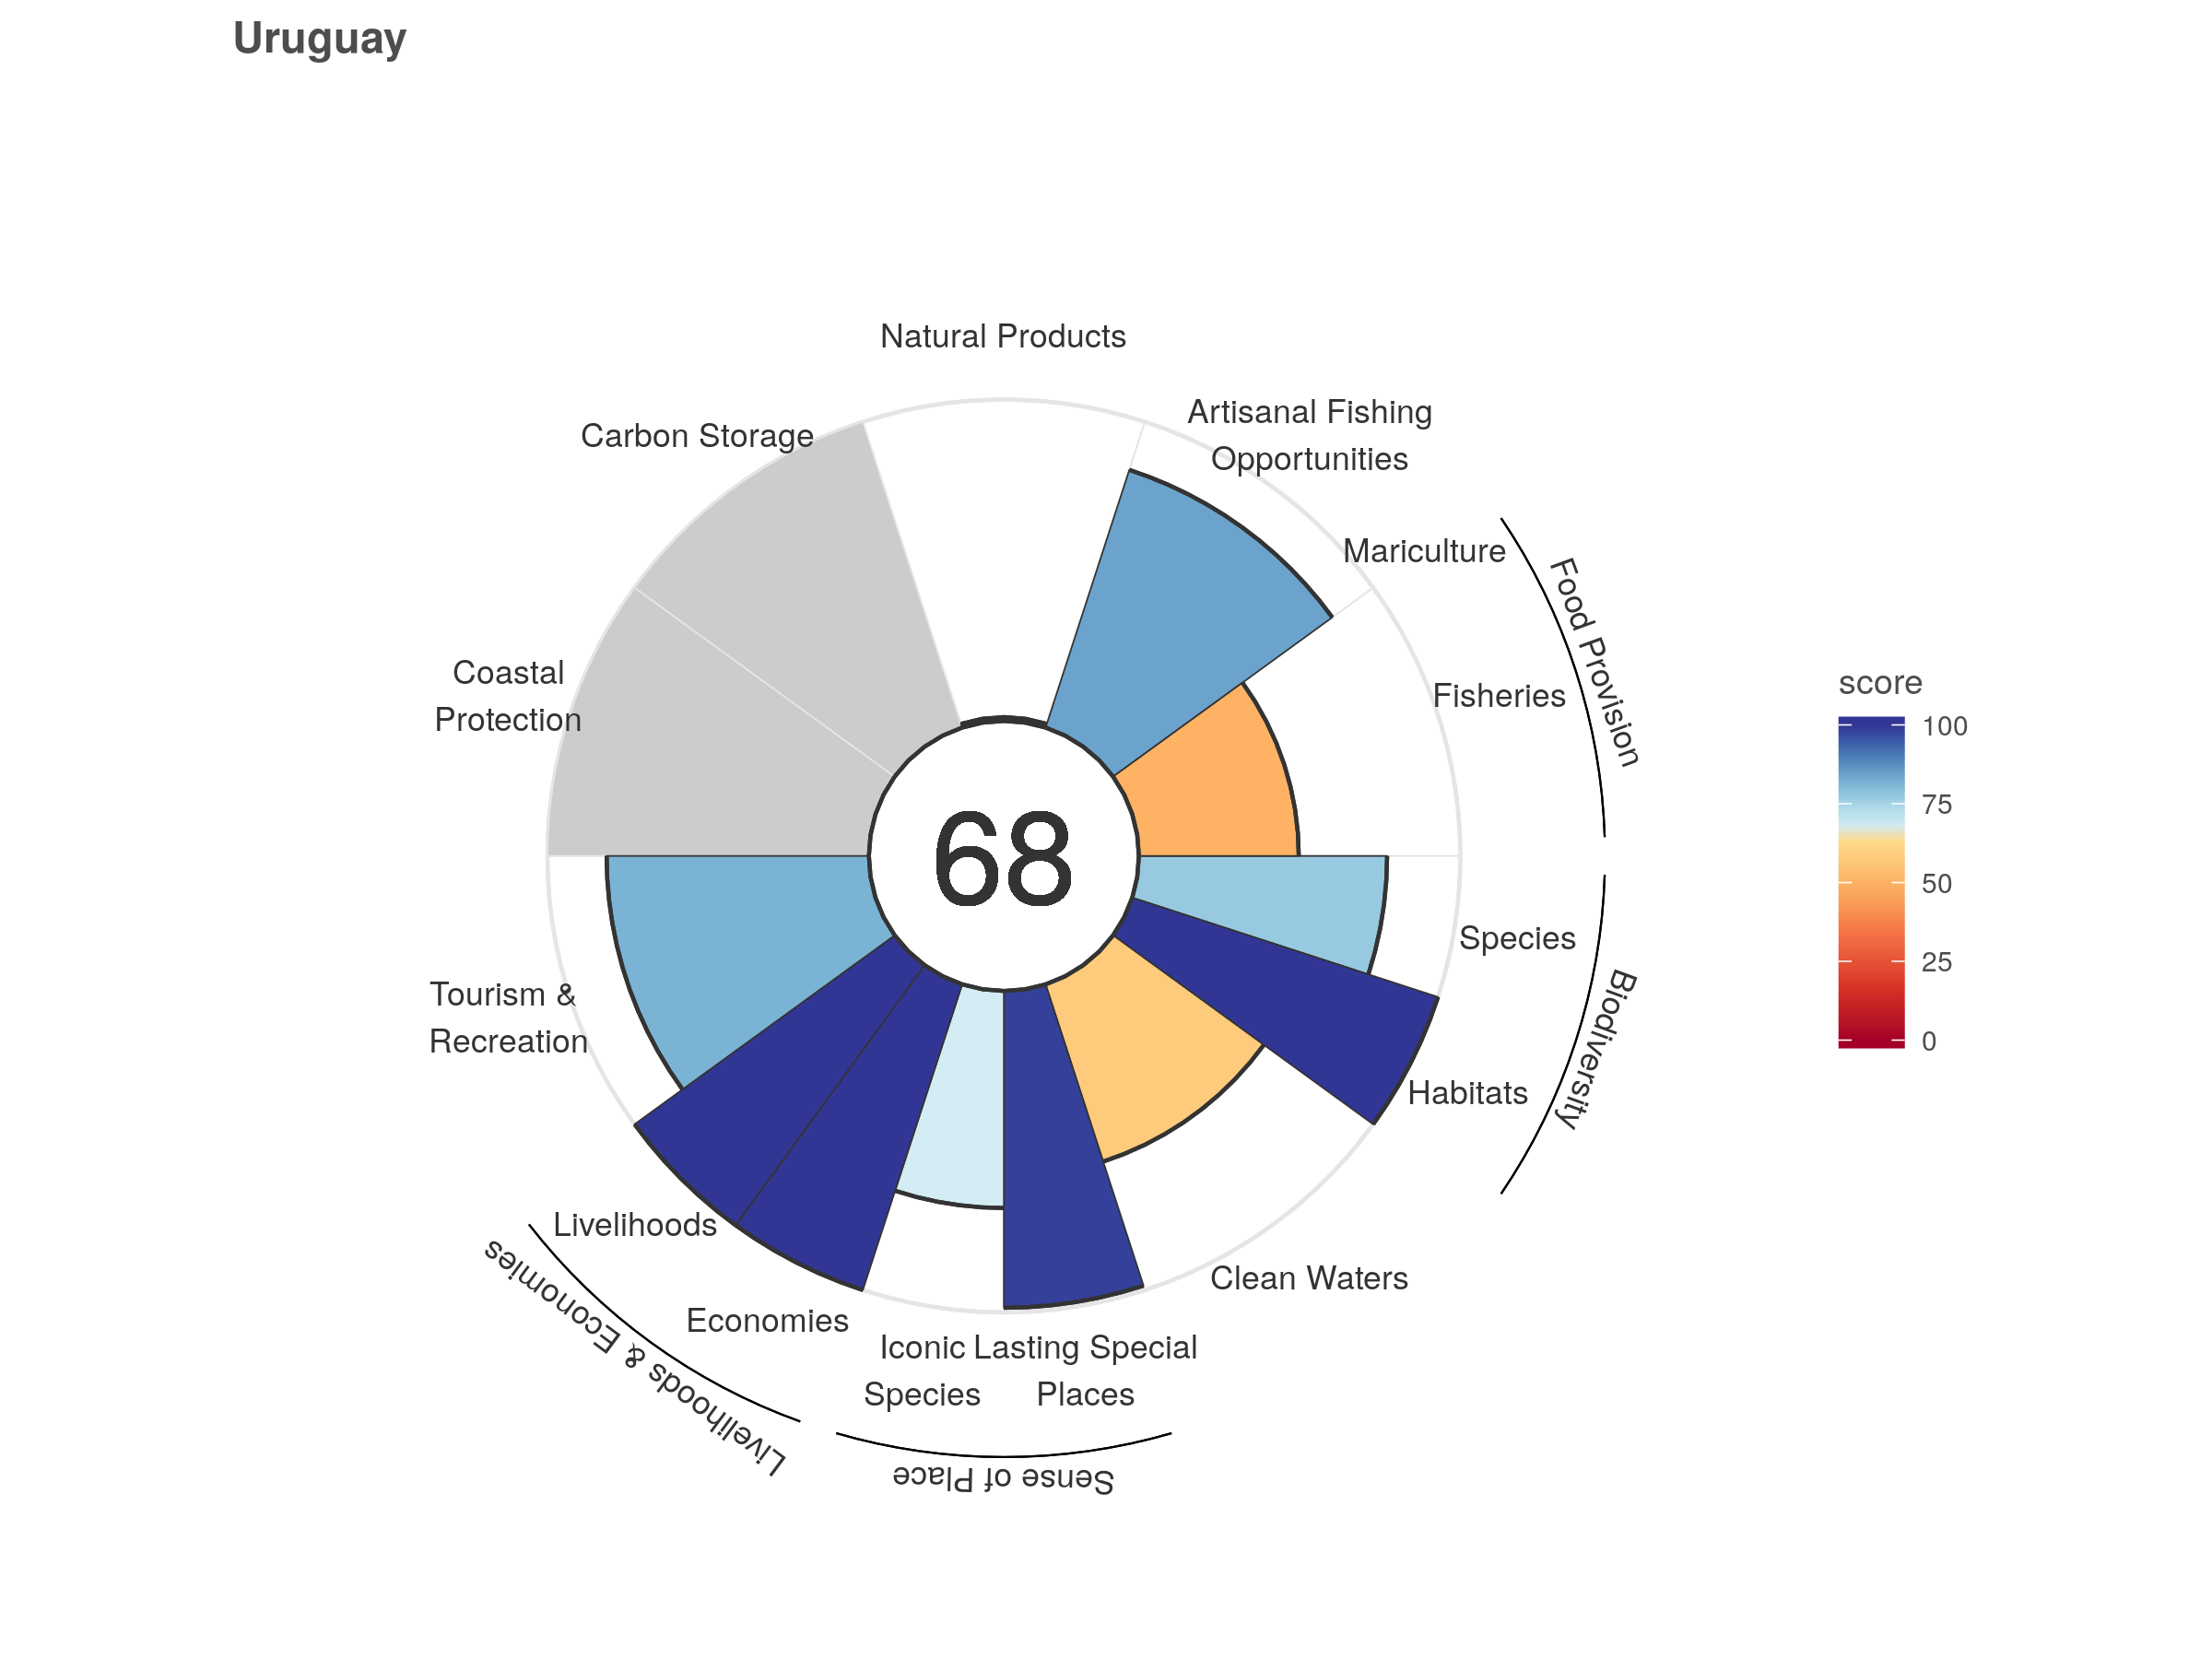 Uruguay
Natural Products
Artisanal Fishing
Opportunities
Carbon Storage
Mariculture
Food Provision
Fisheries
Coastal
Protection
68
Species
Habitats
Biodiversity
Tourism &
Recreation
Clean Waters
Livelihoods
Economies
Livelihoods & Economies
Iconic
Species
Lasting Special
Places
Sense of Place
score
100
75
50
25
0